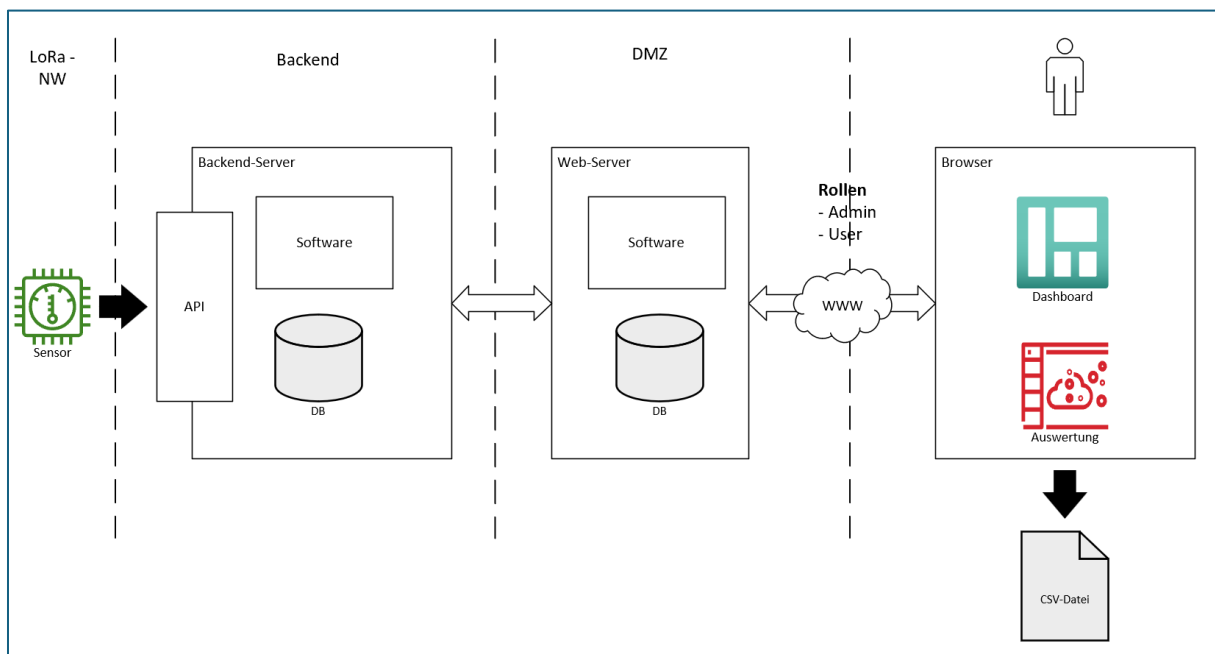 LoRa -
NW
Backend
DMZ
Backend-Server
Software
API
DB
Sensor
Web-Server
Software
DB
Rollen
- Admin
- User
WWW
Browser
Dashboard
Auswertung
CSV-Datei